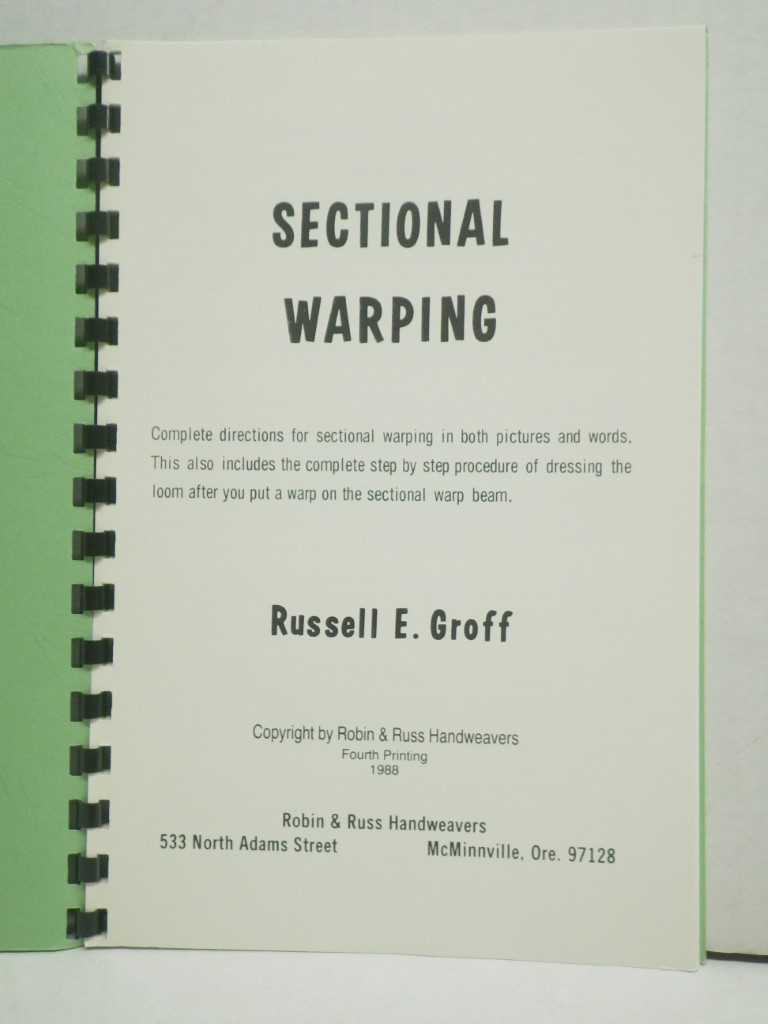 SECTIONAL
WARPING
Complete directions for sectional warping in both pictures and words.
This also includes the complete step by step procedure of dressing the
loom after you put a warp on the sectional warp beam.
Russell E. Groff
Copyright by Robin & Russ Handweavers
Fourth Printing
1988
Robin & Russ Handweavers
533 North Adams Street McMinnville, Ore. 97128